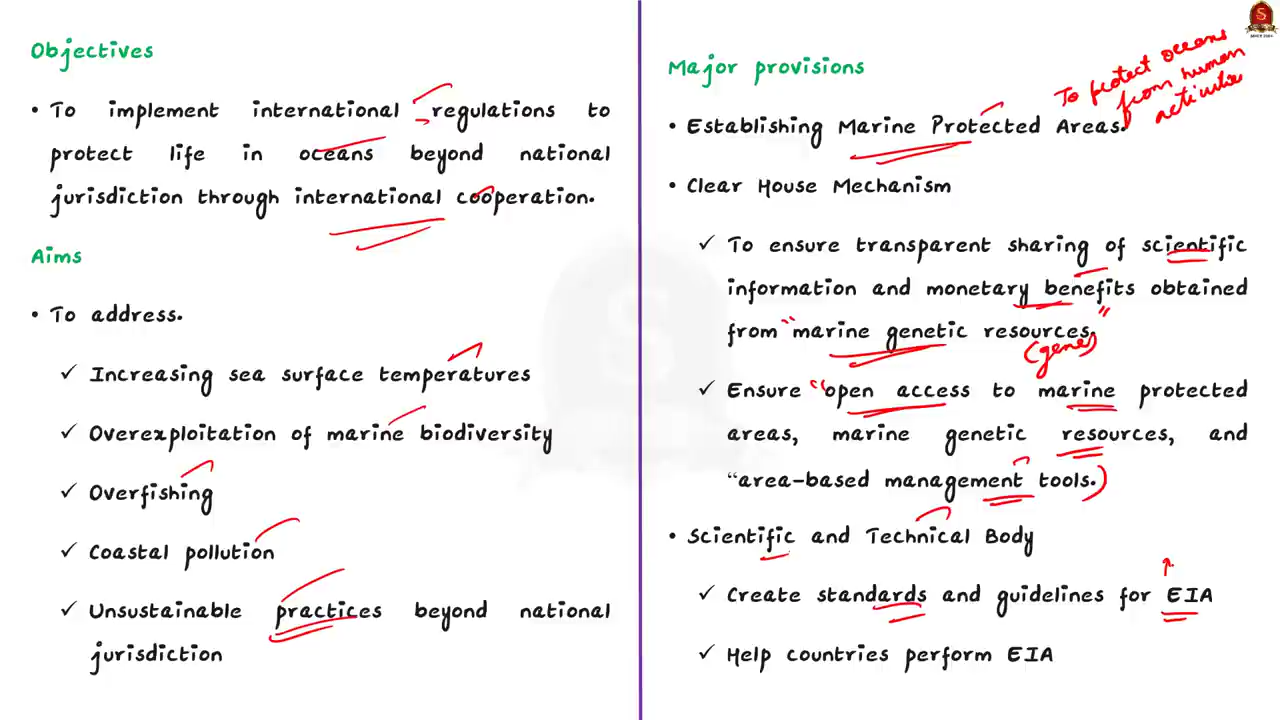 Objectives
• To implement international regulations to
protect life in oceans beyond national
jurisdiction through international cooperation.
Aims
• To address.
✓ Increasing sea surface temperatures
✓ Overexploitation of marine biodiversity
✓ Overfishing
✓ Coastal pollution
✓ Unsustainable practices beyond national
jurisdiction
Major provisions
To protect oceans
from human
activities
• Establishing Marine Protected Areas.
• Clear House Mechanism
✓ To ensure transparent sharing of scientific
information and monetary benefits obtained
from "marine genetic resources."
(genes)
✓ Ensure "open access to marine protected
areas, marine genetic resources, and
"area-based management tools.)
• Scientific and Technical Body
✓ Create standards and guidelines for EIA
✓ Help countries perform EIA
S